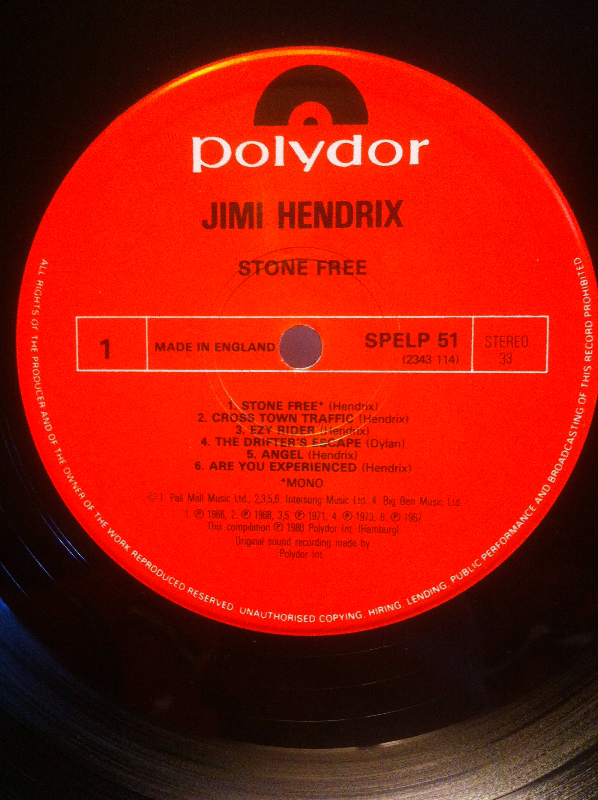 polydor
JIMI HENDRIX
STONE FREE
1
MADE IN ENGLAND
SPELP 51
(2343 114)
STEREO
33
1. STONE FREE* (Hendrix)
2. CROSS TOWN TRAFFIC (Hendrix)
3. EZY RIDER (Hendrix)
4. THE DRIFTER'S ESCAPE (Dylan)
5. ANGEL (Hendrix)
6. ARE YOU EXPERIENCED (Hendrix)
*MONO
© 1. Pall Mall Music Ltd., 2,3,5,6. Intersong Music Ltd. 4. Big Ben Music Ltd.
1. ℗ 1966, 2. ℗ 1968, 3,5. ℗ 1971, 4. ℗ 1973, 6. ℗ 1967
This compilation ℗ 1980 Polydor Int. (Hamburg)
Original sound recording made by
Polydor Int.
ALL RIGHTS OF THE PRODUCER AND OF THE OWNER OF THE WORK REPRODUCED RESERVED. UNAUTHORISED COPYING, HIRING, LENDING, PUBLIC PERFORMANCE AND BROADCASTING OF THIS RECORD PROHIBITED